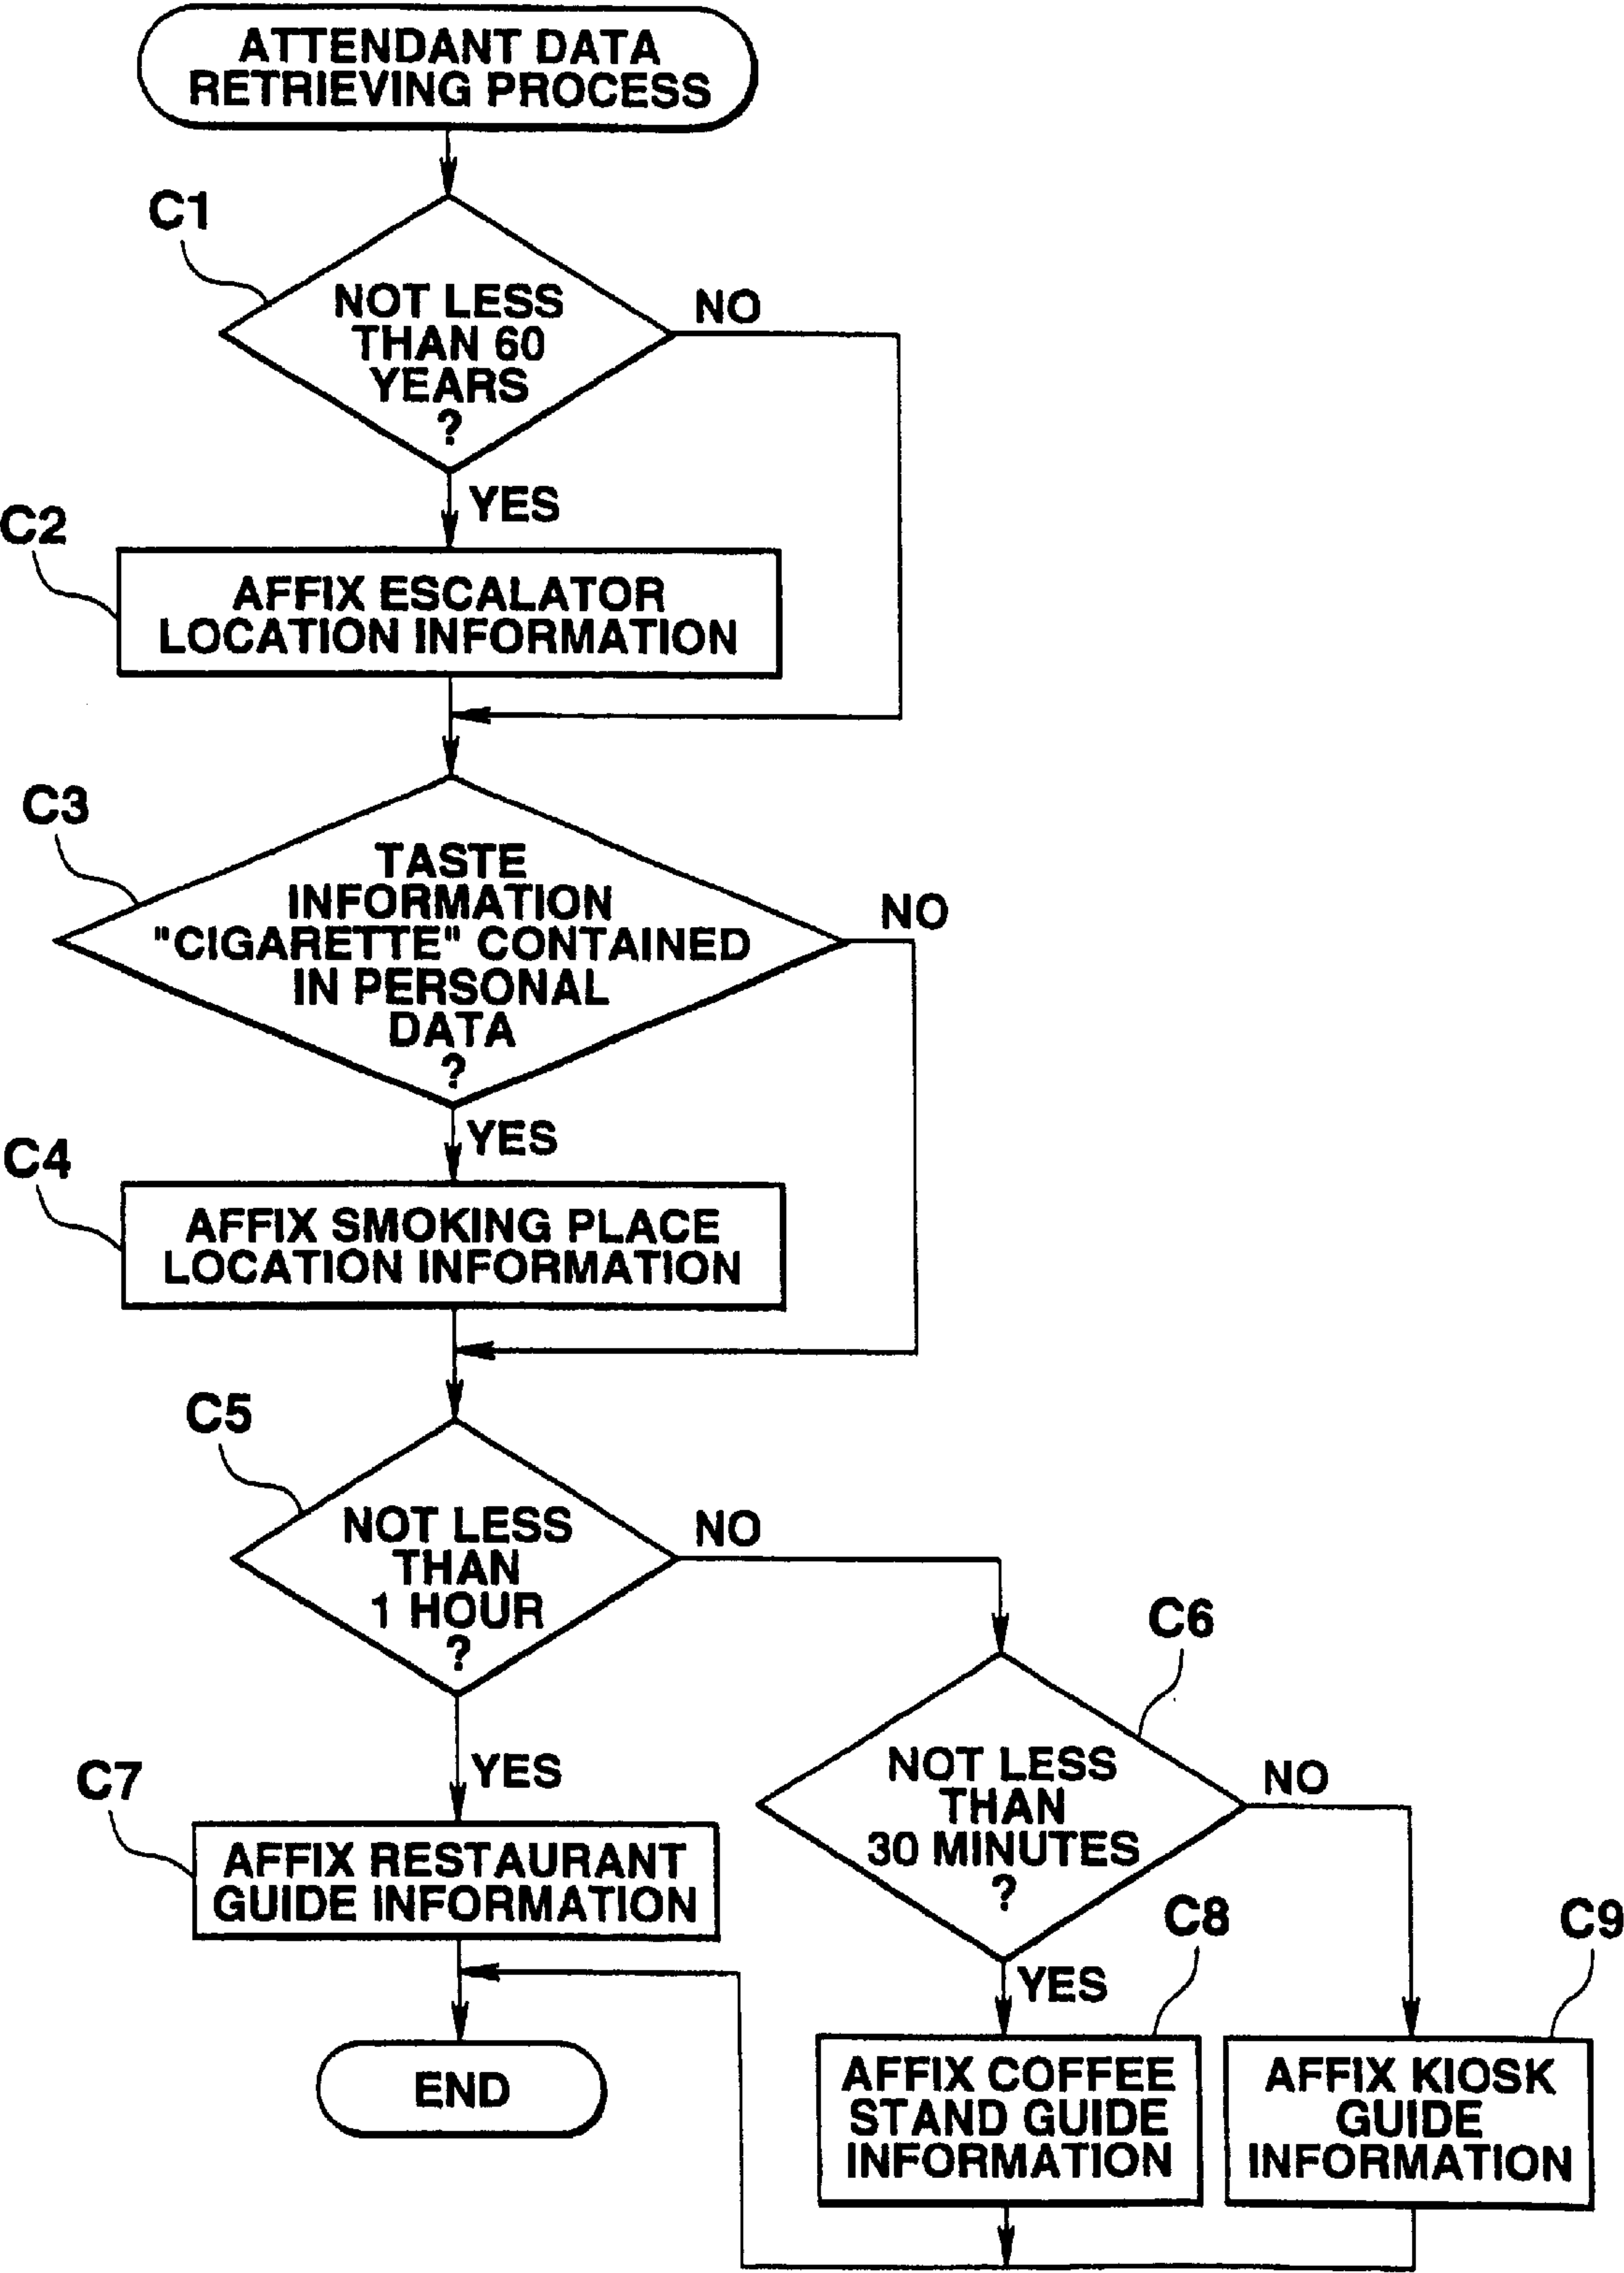 ATTENDANT DATA
RETRIEVING PROCESS
C1
NOT LESS
THAN 60
YEARS
?
NO
YES
C2
AFFIX ESCALATOR
LOCATION INFORMATION
C3
TASTE
INFORMATION
"CIGARETTE" CONTAINED
IN PERSONAL
DATA
?
NO
YES
C4
AFFIX SMOKING PLACE
LOCATION INFORMATION
C5
NOT LESS
THAN
1 HOUR
?
NO
YES
C6
NOT LESS
THAN
30 MINUTES
?
NO
YES
C7
AFFIX RESTAURANT
GUIDE INFORMATION
END
C8
AFFIX COFFEE
STAND GUIDE
INFORMATION
C9
AFFIX KIOSK
GUIDE
INFORMATION